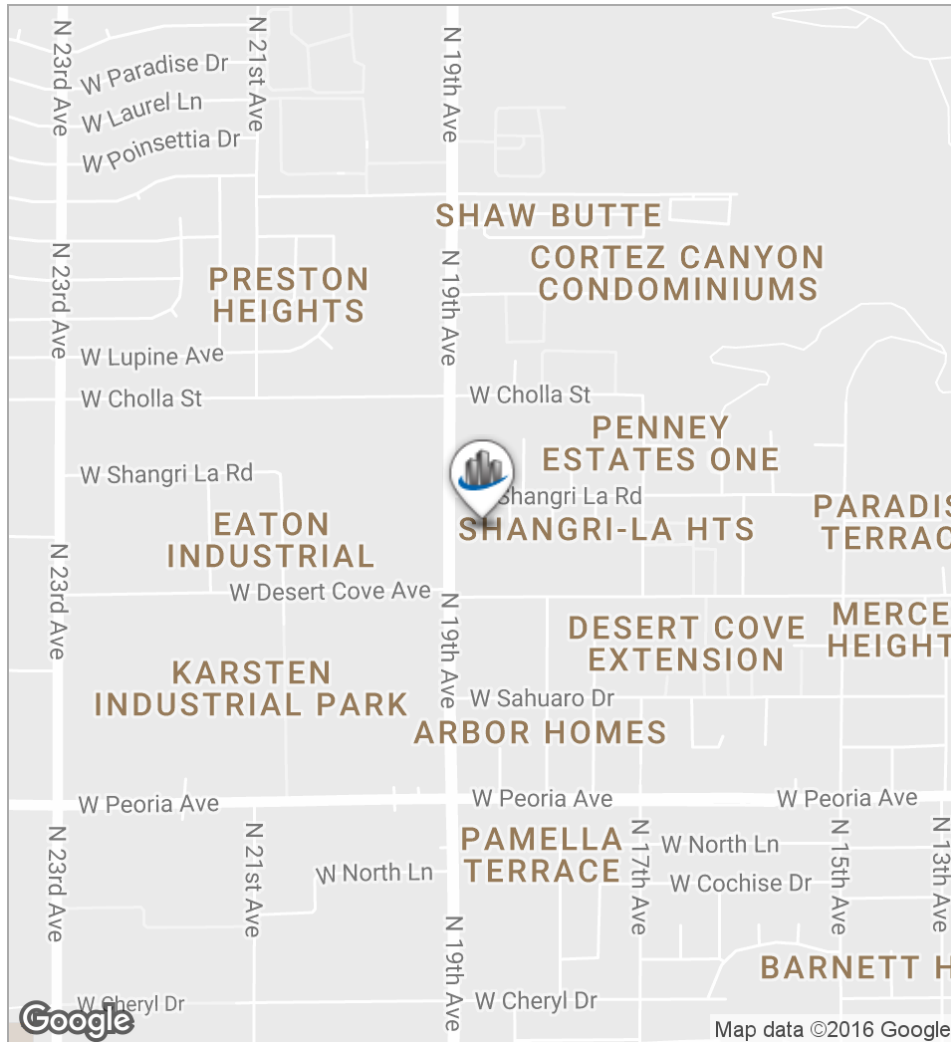 N 23rd Ave
N 21st Ave
N 19th Ave
W Paradise Dr
W Laurel Ln
W Poinsettia Dr
SHAW BUTTE
CORTEZ CANYON
CONDOMINIUMS
N 23rd Ave
N 19th Ave
PRESTON
HEIGHTS
W Lupine Ave
W Cholla St
W Cholla St
PENNEY
ESTATES ONE
W Shangri La Rd
Shangri La Rd
PARADIS
TERRAC
EATON
INDUSTRIAL
SHANGRI-LA HTS
N 23rd Ave
W Desert Cove Ave
N 19th Ave
DESERT COVE
EXTENSION
MERCE
HEIGHT
KARSTEN
INDUSTRIAL PARK
W Sahuaro Dr
ARBOR HOMES
W Peoria Ave
W Peoria Ave
W Peoria Ave
N 23rd Ave
N 21st Ave
PAMELLA
TERRACE
N 17th Ave
W North Ln
N 15th Ave
N 13th Ave
W North Ln
W Cochise Dr
N 19th Ave
BARNETT H
W Cheryl Dr
W Cheryl Dr
Google
Map data ©2016 Google